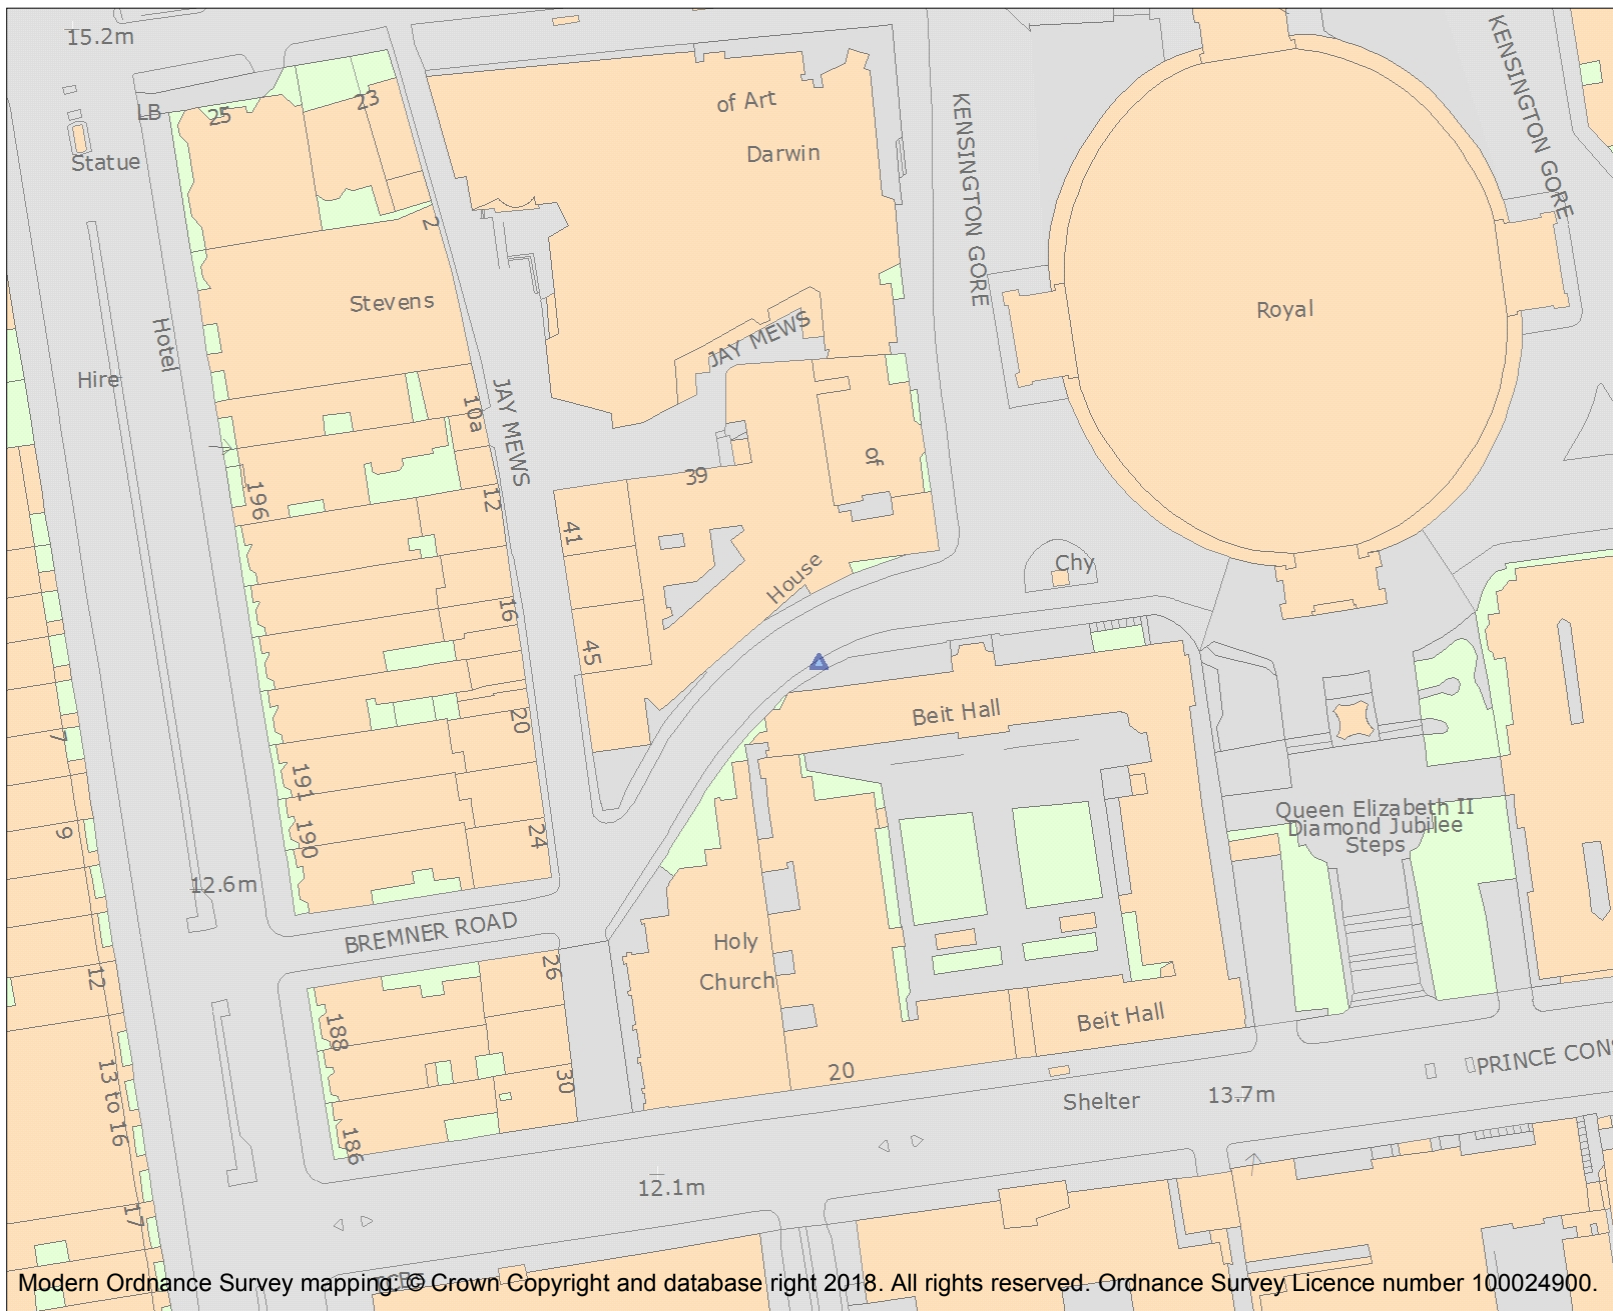 15.2m
LB
25
23
Statue
of Art
Darwin
KENSINGTON GORE
KENSINGTON GORE
2
Stevens
Hotel
Hire
Royal
JAY MEWS
JAY MEWS
10a
196
12
39
of
41
House
Chy
16
45
20
Beit Hall
7
191
190
9
24
12.6m
Queen Elizabeth II
Diamond Jubilee
Steps
BREMNER ROAD
Holy
Church
12
26
188
Beit Hall
13 to 16
30
20
Shelter
13.7m
PRINCE CONS
186
12.1m
17
Modern Ordnance Survey mapping: © Crown Copyright and database right 2018. All rights reserved. Ordnance Survey Licence number 100024900.